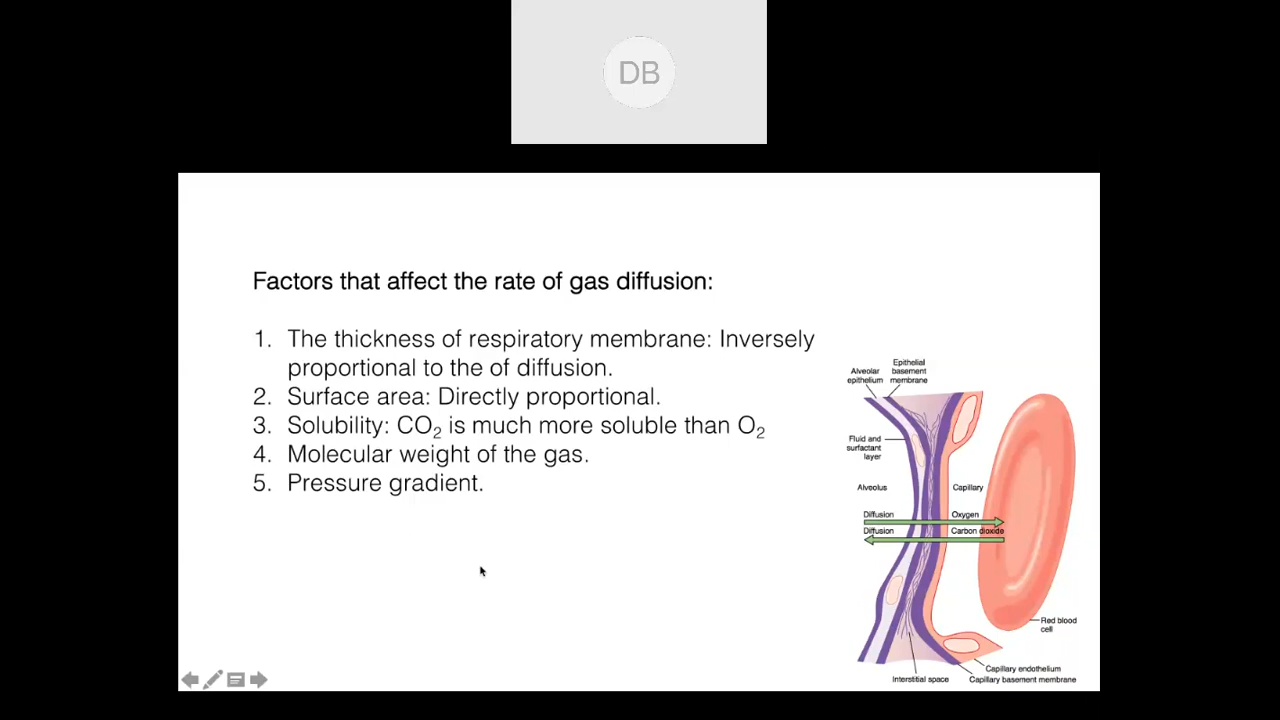 DB
Factors that affect the rate of gas diffusion:
1. The thickness of respiratory membrane: Inversely
proportional to the of diffusion.
2. Surface area: Directly proportional.
3. Solubility: CO₂ is much more soluble than O₂
4. Molecular weight of the gas.
5. Pressure gradient.
Epithelial
basement
membrane
Alveolar
epithelium
Fluid and
surfactant
layer
Alveolus
Capillary
Diffusion
Oxygen
Diffusion
Carbon dioxide
Red blood
cell
Capillary endothelium
Interstitial space
Capillary basement membrane